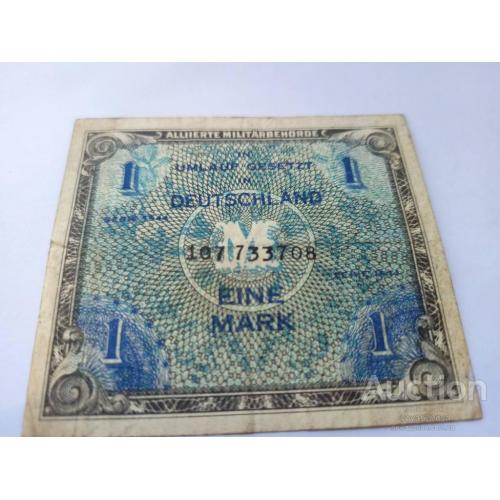 ALLIIERTE MILITÄRBEHÖRDE
IN
UMLAUF GESETZT
IN
DEUTSCHLAND
1
1
SERIE 1944
M
107733708
SERIE 1944
EINE
MARK
1
1
Auction